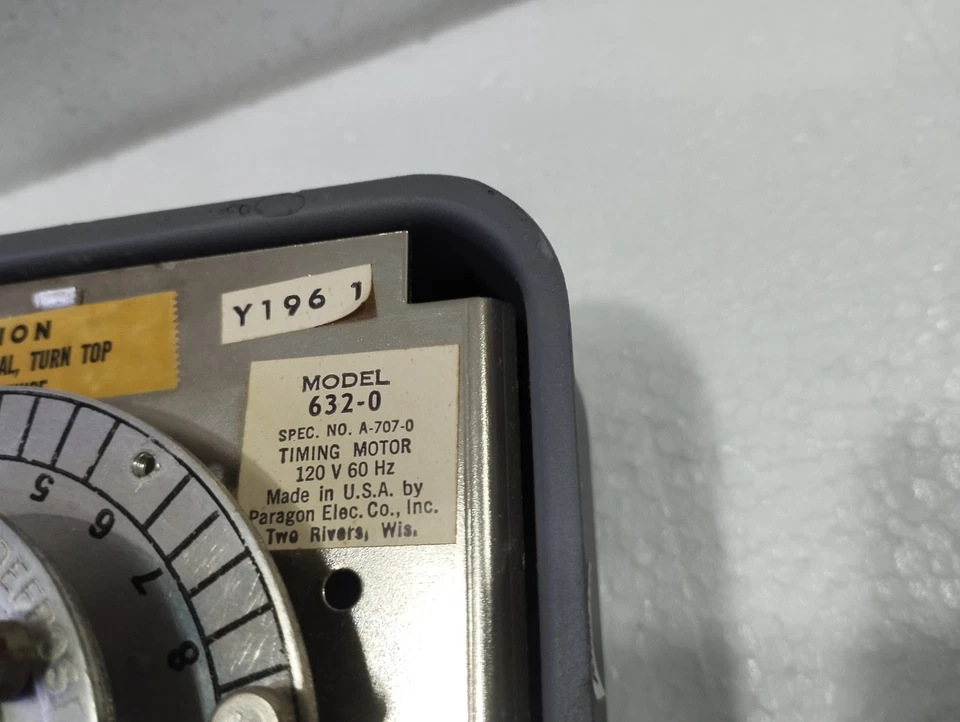 Y196 1
ION
AL, TURN TOP
MODEL
632-0
SPEC. NO. A-707-0
TIMING MOTOR
120 V 60 Hz
Made in U.S.A. by
Paragon Elec. Co., Inc.
Two Rivers, Wis.
5
6
7
8
DEFROST